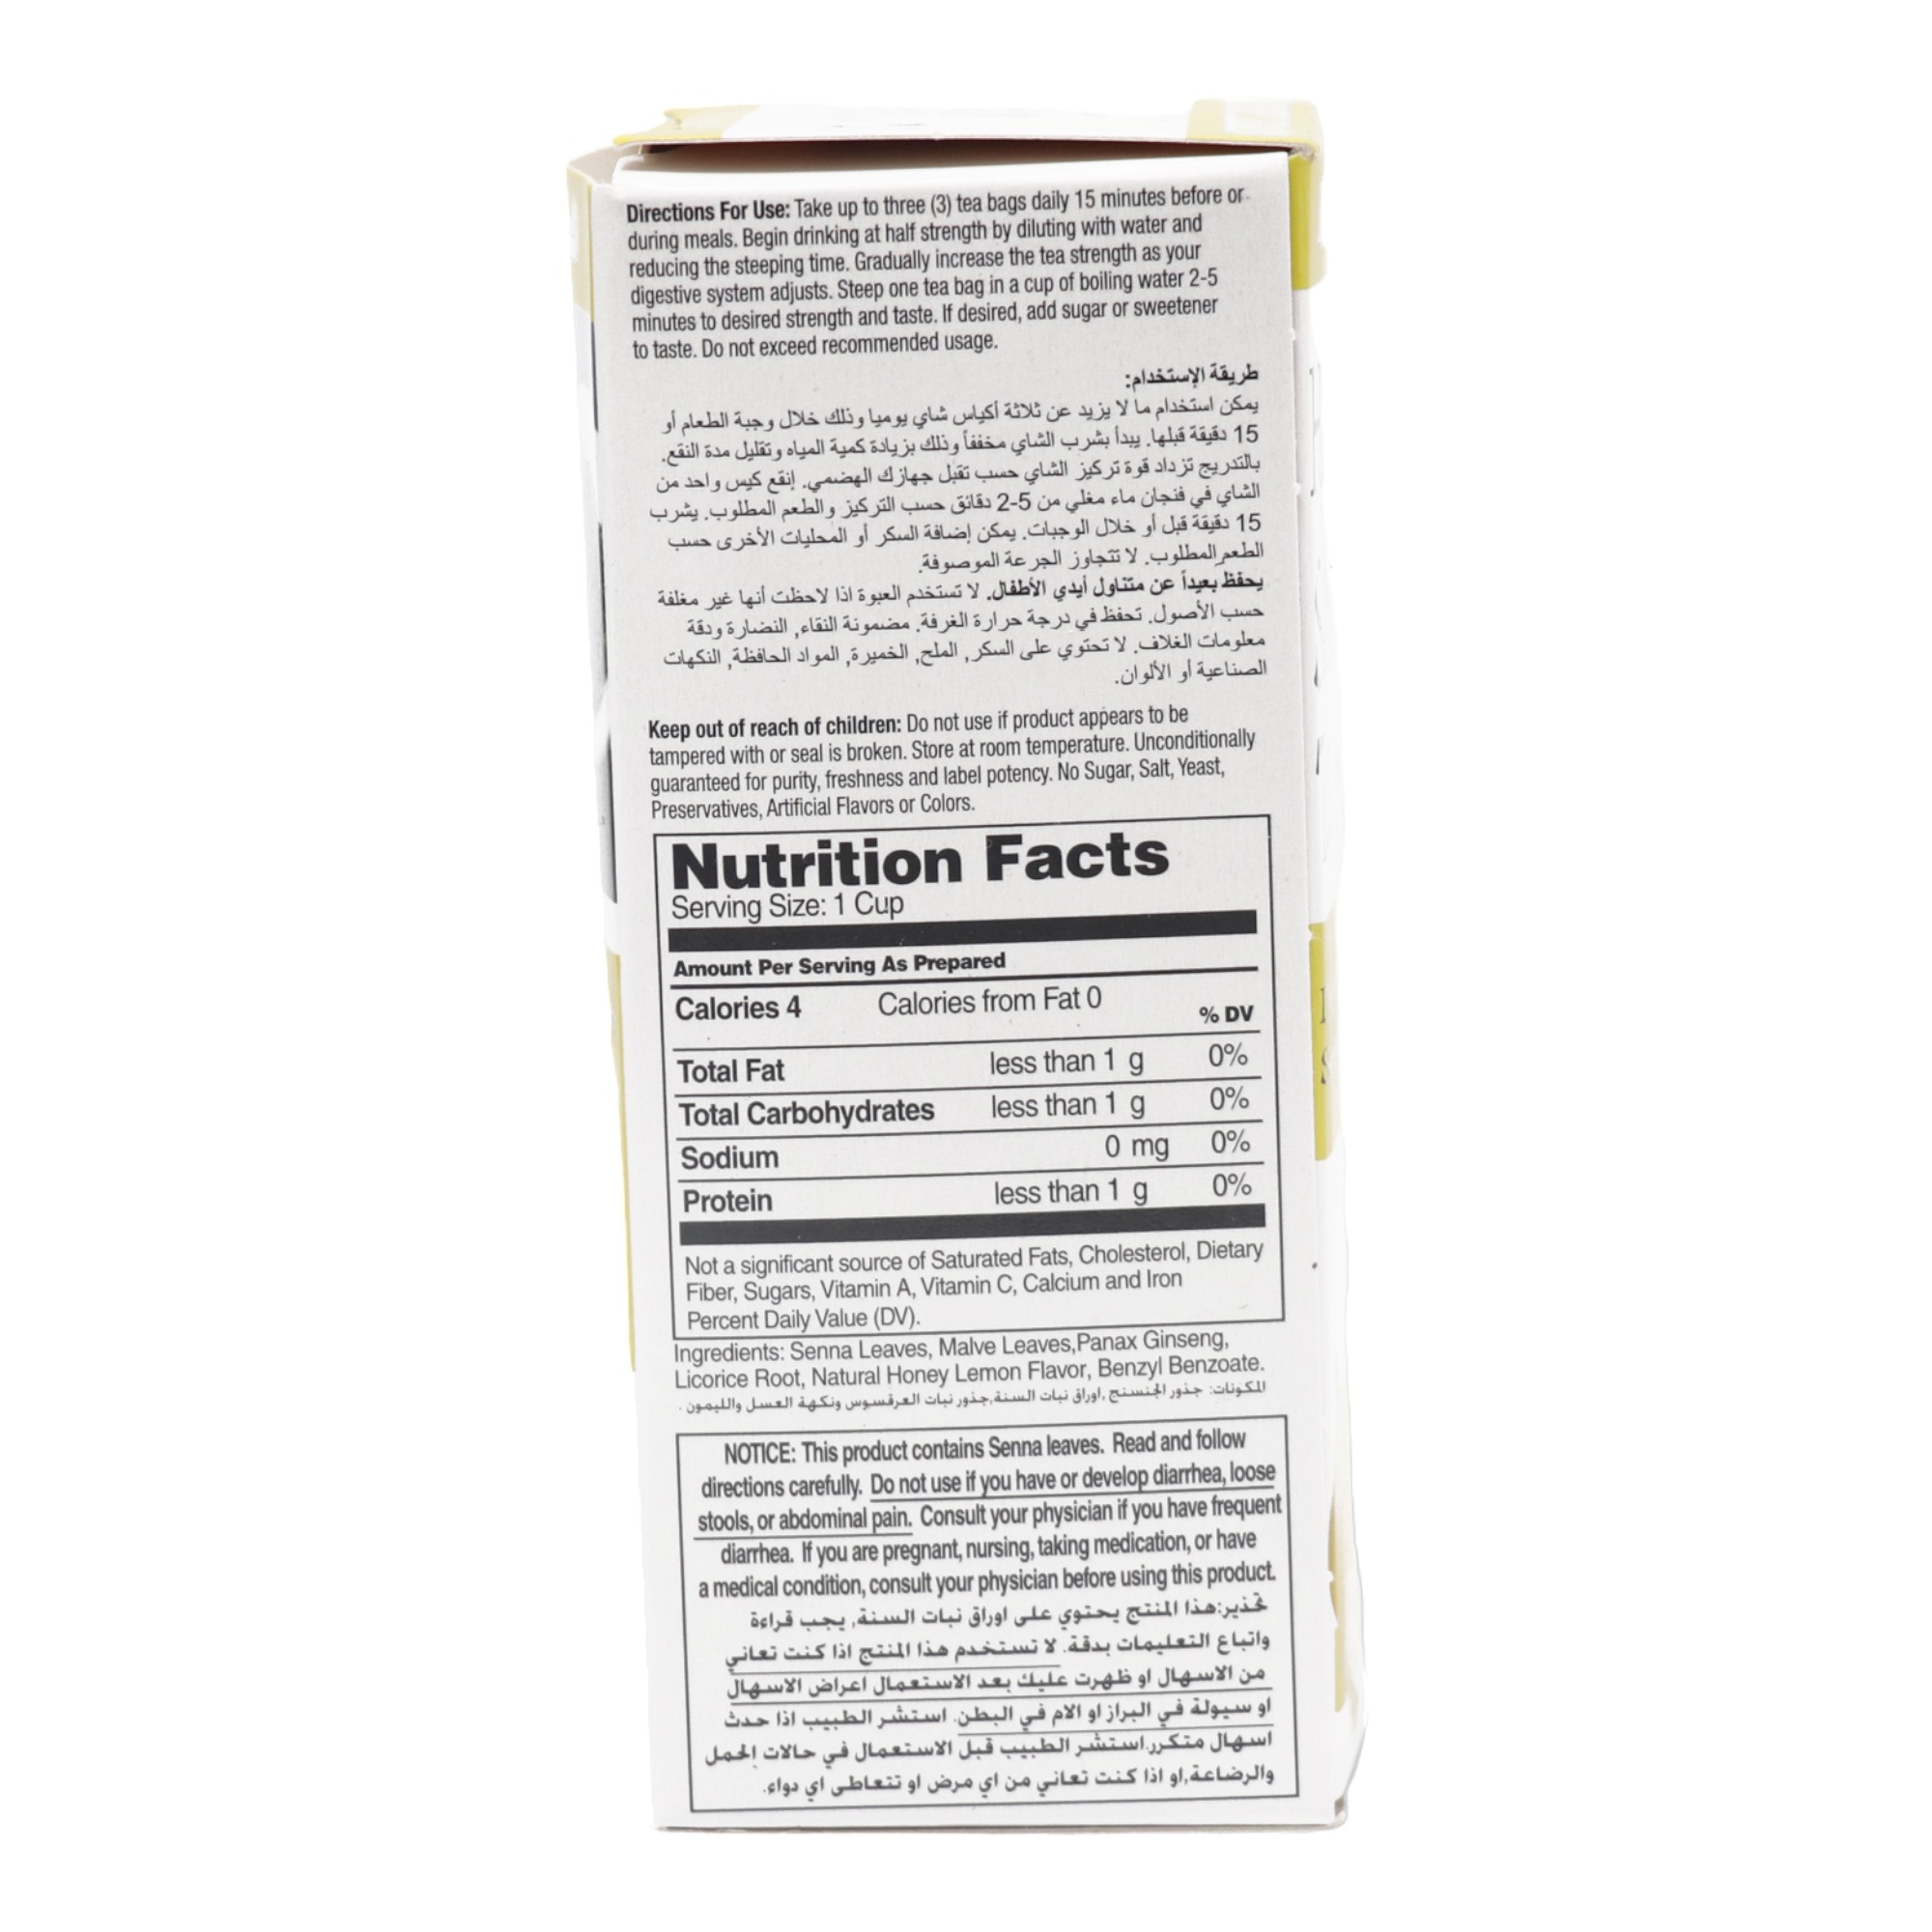 Directions For Use: Take up to three (3) tea bags daily 15 minutes before or
during meals. Begin drinking at half strength by diluting with water and
reducing the steeping time. Gradually increase the tea strength as your
digestive system adjusts. Steep one tea bag in a cup of boiling water 2-5
minutes to desired strength and taste. If desired, add sugar or sweetener
to taste. Do not exceed recommended usage.
طريقة الإستخدام:
يمكن استخدام ما لا يزيد عن ثلاثة أكياس شاي يوميا وذلك خلال وجبة الطعام أو
15 دقيقة قبلها. يبدأ بشرب الشاي مخففاً وذلك بزيادة كمية المياه وتقليل مدة النقع.
بالتدريج تزداد قوة تركيز الشاي حسب تقبل جهازك الهضمي. إنقع كيس واحد من
الشاي في فنجان ماء مغلي من 5-2 دقائق حسب التركيز والطعم المطلوب. يشرب
15 دقيقة قبل أو خلال الوجبات. يمكن إضافة السكر أو المحليات الأخرى حسب
الطعم المطلوب. لا تتجاوز الجرعة الموصوفة.
يحفظ بعيداً عن متناول أيدي الأطفال. لا تستخدم العبوة اذا لاحظت أنها غير مغلفة
حسب الأصول. تحفظ في درجة حرارة الغرفة. مضمونة النقاء, النضارة ودقة
معلومات الغلاف. لا تحتوي على السكر, الملح, الخميرة, المواد الحافظة, النكهات
الصناعية أو الألوان.
Keep out of reach of children: Do not use if product appears to be
tampered with or seal is broken. Store at room temperature. Unconditionally
guaranteed for purity, freshness and label potency. No Sugar, Salt, Yeast,
Preservatives, Artificial Flavors or Colors.
Nutrition Facts
Serving Size: 1 Cup
Amount Per Serving As Prepared
Calories 4 Calories from Fat 0
% DV
Total Fat less than 1 g 0%
Total Carbohydrates less than 1 g 0%
Sodium 0 mg 0%
Protein less than 1 g 0%
Not a significant source of Saturated Fats, Cholesterol, Dietary
Fiber, Sugars, Vitamin A, Vitamin C, Calcium and Iron
Percent Daily Value (DV).
Ingredients: Senna Leaves, Malve Leaves,Panax Ginseng,
Licorice Root, Natural Honey Lemon Flavor, Benzyl Benzoate.
المكونات: جذور الجنسنج ,اوراق نبات السنة,جذور نبات العرقسوس ونكهة العسل والليمون .
NOTICE: This product contains Senna leaves. Read and follow
directions carefully. Do not use if you have or develop diarrhea, loose
stools, or abdominal pain. Consult your physician if you have frequent
diarrhea. If you are pregnant, nursing, taking medication, or have
a medical condition, consult your physician before using this product.
تحذير:هذا المنتج يحتوي على اوراق نبات السنة, يجب قراءة
واتباع التعليمات بدقة. لا تستخدم هذا المنتج اذا كنت تعاني
من الاسهال او ظهرت عليك بعد الاستعمال اعراض الاسهال
او سيولة في البراز او الام في البطن. استشر الطبيب اذا حدث
اسهال متكرر.استشر الطبيب قبل الاستعمال في حالات الحمل
والرضاعة,او اذا كنت تعاني من اي مرض او تتعاطى اي دواء.